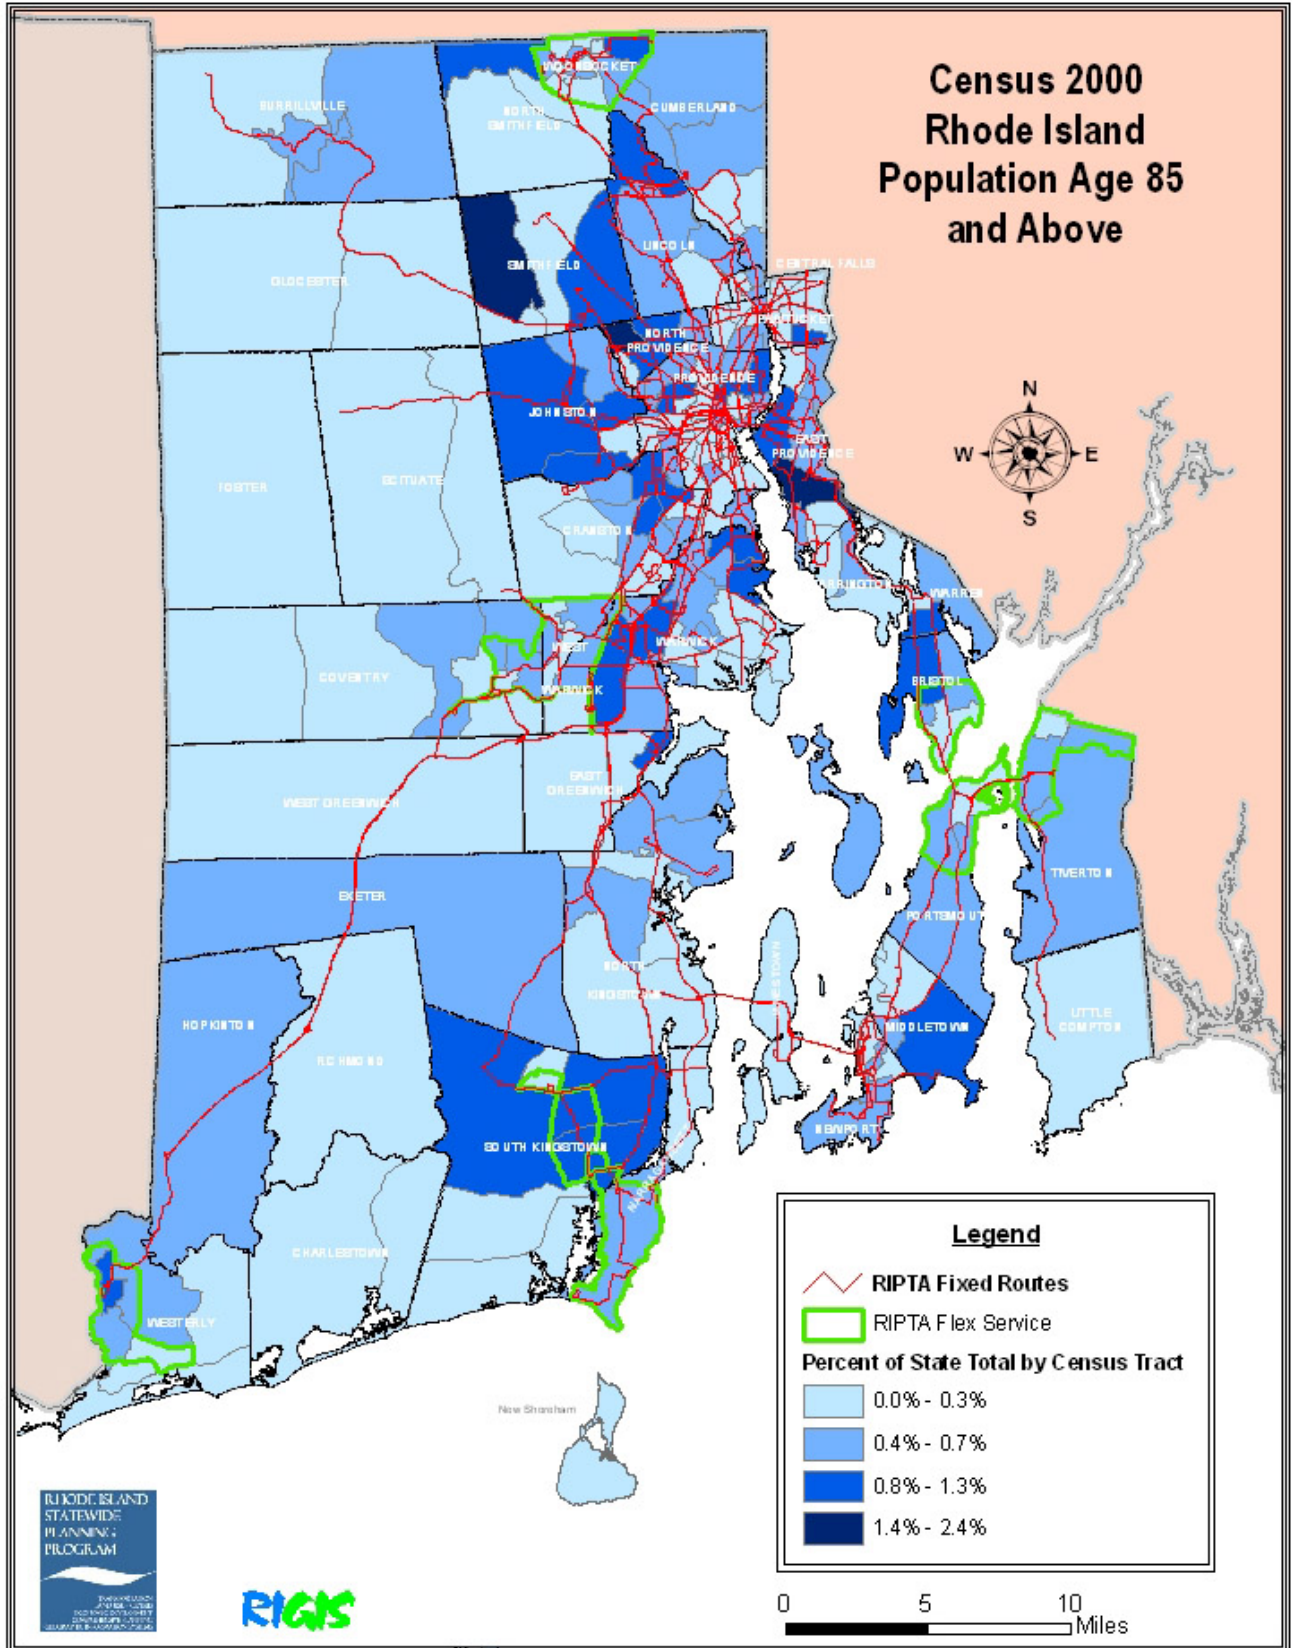 Census 2000
Rhode Island
Population Age 85
and Above
WOONSOCKET
BURRILLVILLE
CUMBERLAND
NORTH
SMITHFIELD
LINCOLN
SMITHFIELD
CENTRAL FALLS
GLOCESTER
PAWTUCKET
NORTH
PROVIDENCE
PROVIDENCE
JOHNSTON
EAST
PROVIDENCE
N
W
E
S
FOSTER
SCITUATE
CRANSTON
BARRINGTON
WARREN
WEST
WARWICK
WARWICK
COVENTRY
BRISTOL
EAST
GREENWICH
WEST GREENWICH
TIVERTON
EXETER
PORTSMOUTH
NORTH
KINGSTOWN
JAMESTOWN
HOPKINTON
MIDDLETOWN
LITTLE
COMPTON
RICHMOND
NEWPORT
SOUTH KINGSTOWN
NARRAGANSETT
CHARLESTOWN
WESTERLY
New Shoreham
Legend
RIPTA Fixed Routes
RIPTA Flex Service
Percent of State Total by Census Tract
0.0% - 0.3%
0.4% - 0.7%
0.8% - 1.3%
1.4% - 2.4%
RHODE ISLAND
STATEWIDE
PLANNING
PROGRAM
RIGIS
0 5 10
Miles